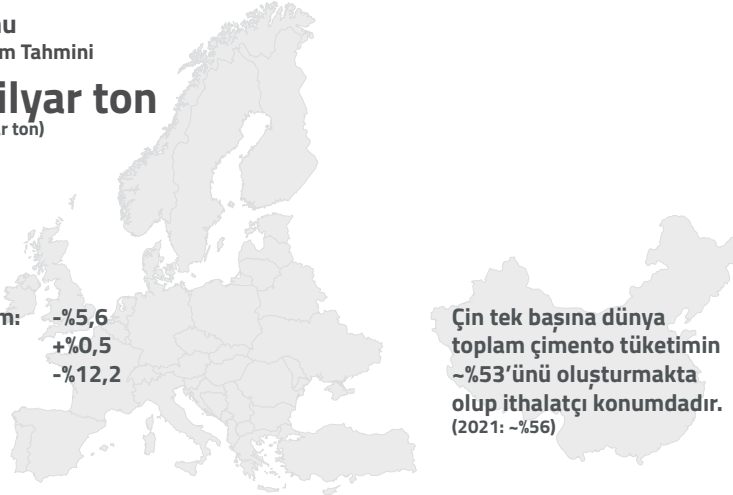 m Tahmini
ilyar ton
r ton)
m: -%5,6
+%0,5
-%12,2
Çin tek başına dünya
toplam çimento tüketimin
~%53’ünü oluşturmakta
olup ithalatçı konumdadır.
(2021: ~%56)